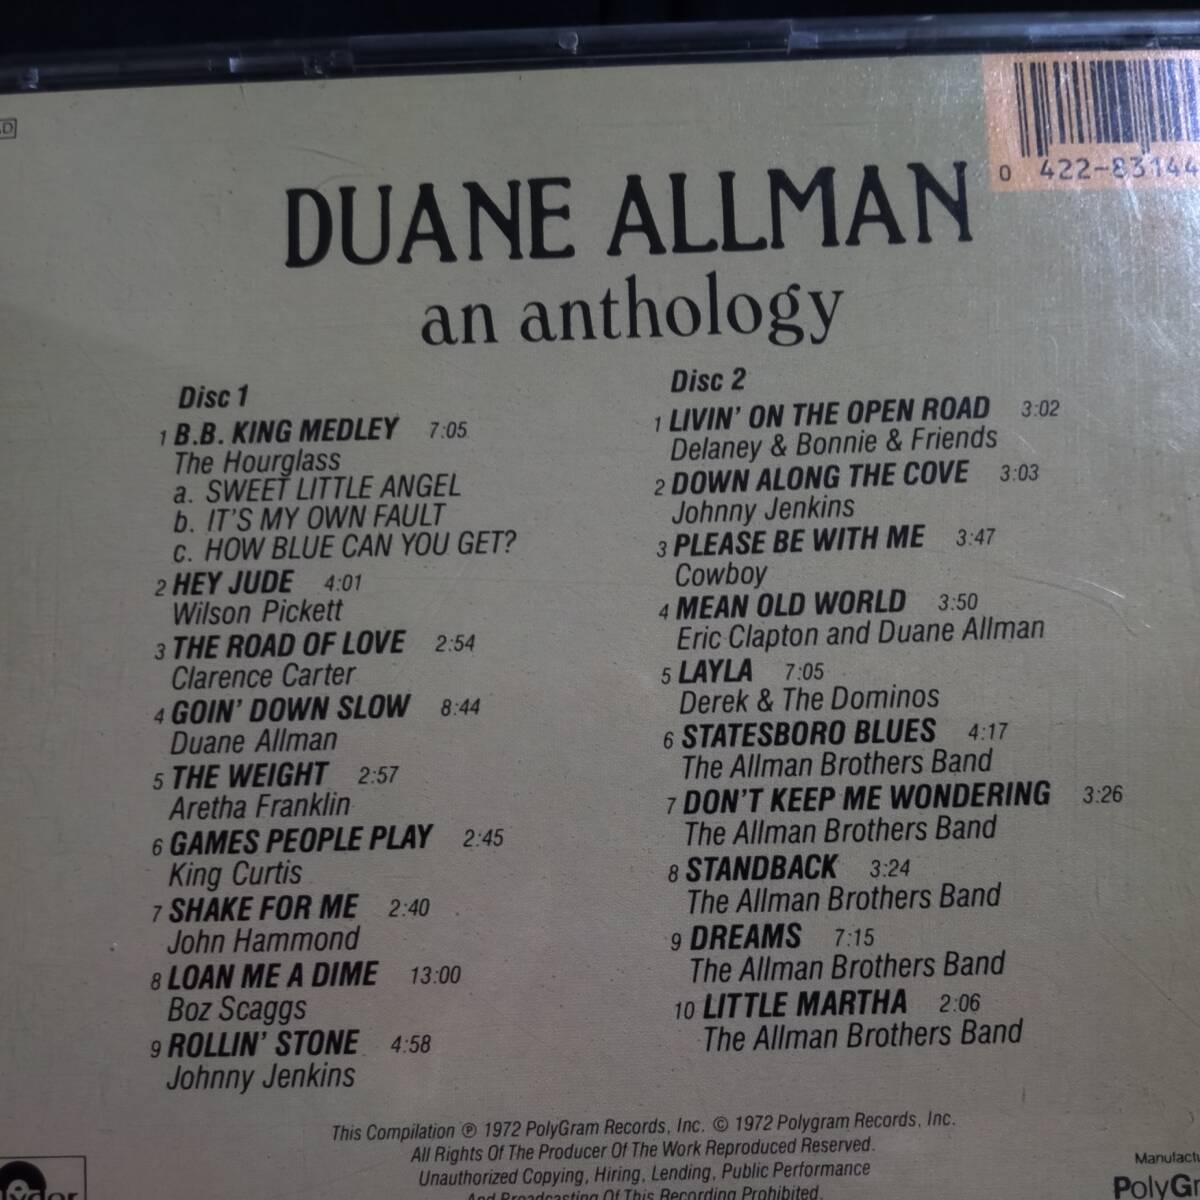 0 422-83144
DUANE ALLMAN
an anthology
Disc 1
1 B.B. KING MEDLEY 7:05
The Hourglass
a. SWEET LITTLE ANGEL
b. IT'S MY OWN FAULT
c. HOW BLUE CAN YOU GET?
2 HEY JUDE 4:01
Wilson Pickett
3 THE ROAD OF LOVE 2:54
Clarence Carter
4 GOIN' DOWN SLOW 8:44
Duane Allman
5 THE WEIGHT 2:57
Aretha Franklin
6 GAMES PEOPLE PLAY 2:45
King Curtis
7 SHAKE FOR ME 2:40
John Hammond
8 LOAN ME A DIME 13:00
Boz Scaggs
9 ROLLIN' STONE 4:58
Johnny Jenkins
Disc 2
1 LIVIN' ON THE OPEN ROAD 3:02
Delaney & Bonnie & Friends
2 DOWN ALONG THE COVE 3:03
Johnny Jenkins
3 PLEASE BE WITH ME 3:47
Cowboy
4 MEAN OLD WORLD 3:50
Eric Clapton and Duane Allman
5 LAYLA 7:05
Derek & The Dominos
6 STATESBORO BLUES 4:17
The Allman Brothers Band
7 DON'T KEEP ME WONDERING 3:26
The Allman Brothers Band
8 STANDBACK 3:24
The Allman Brothers Band
9 DREAMS 7:15
The Allman Brothers Band
10 LITTLE MARTHA 2:06
The Allman Brothers Band
This Compilation ℗ 1972 PolyGram Records, Inc. © 1972 Polygram Records, Inc.
All Rights Of The Producer Of The Work Reproduced Reserved.
Unauthorized Copying, Hiring, Lending, Public Performance
And Broadcasting Of This Recording Prohibited.